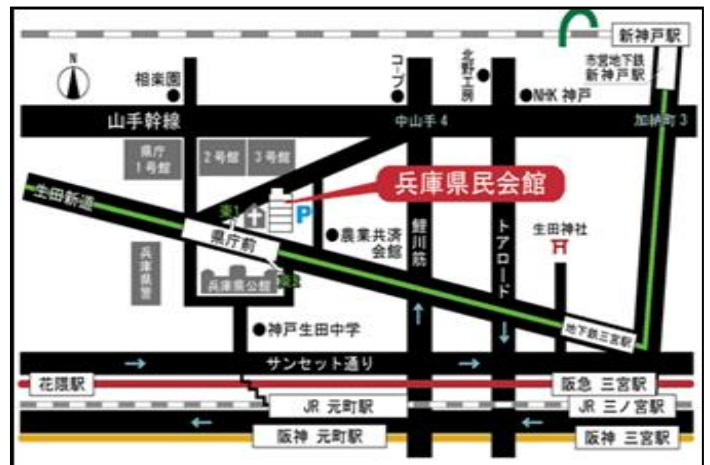 新神戸駅
市営地下鉄
新神戸駅
N
相楽園
コープ
北野工房
NHK 神戸
山手幹線
中山手 4
加納町 3
県庁
1号館
2号館
3号館
兵庫県民会館
生田新道
東1
P
県庁前
農業共済
会館
鯉川筋
トアロード
生田神社
兵庫県警
兵庫県公館
東2
神戸生田中学
地下鉄三宮駅
サンセット通り
花隈駅
阪急 三宮駅
JR 元町駅
JR 三ノ宮駅
阪神 元町駅
阪神 三宮駅